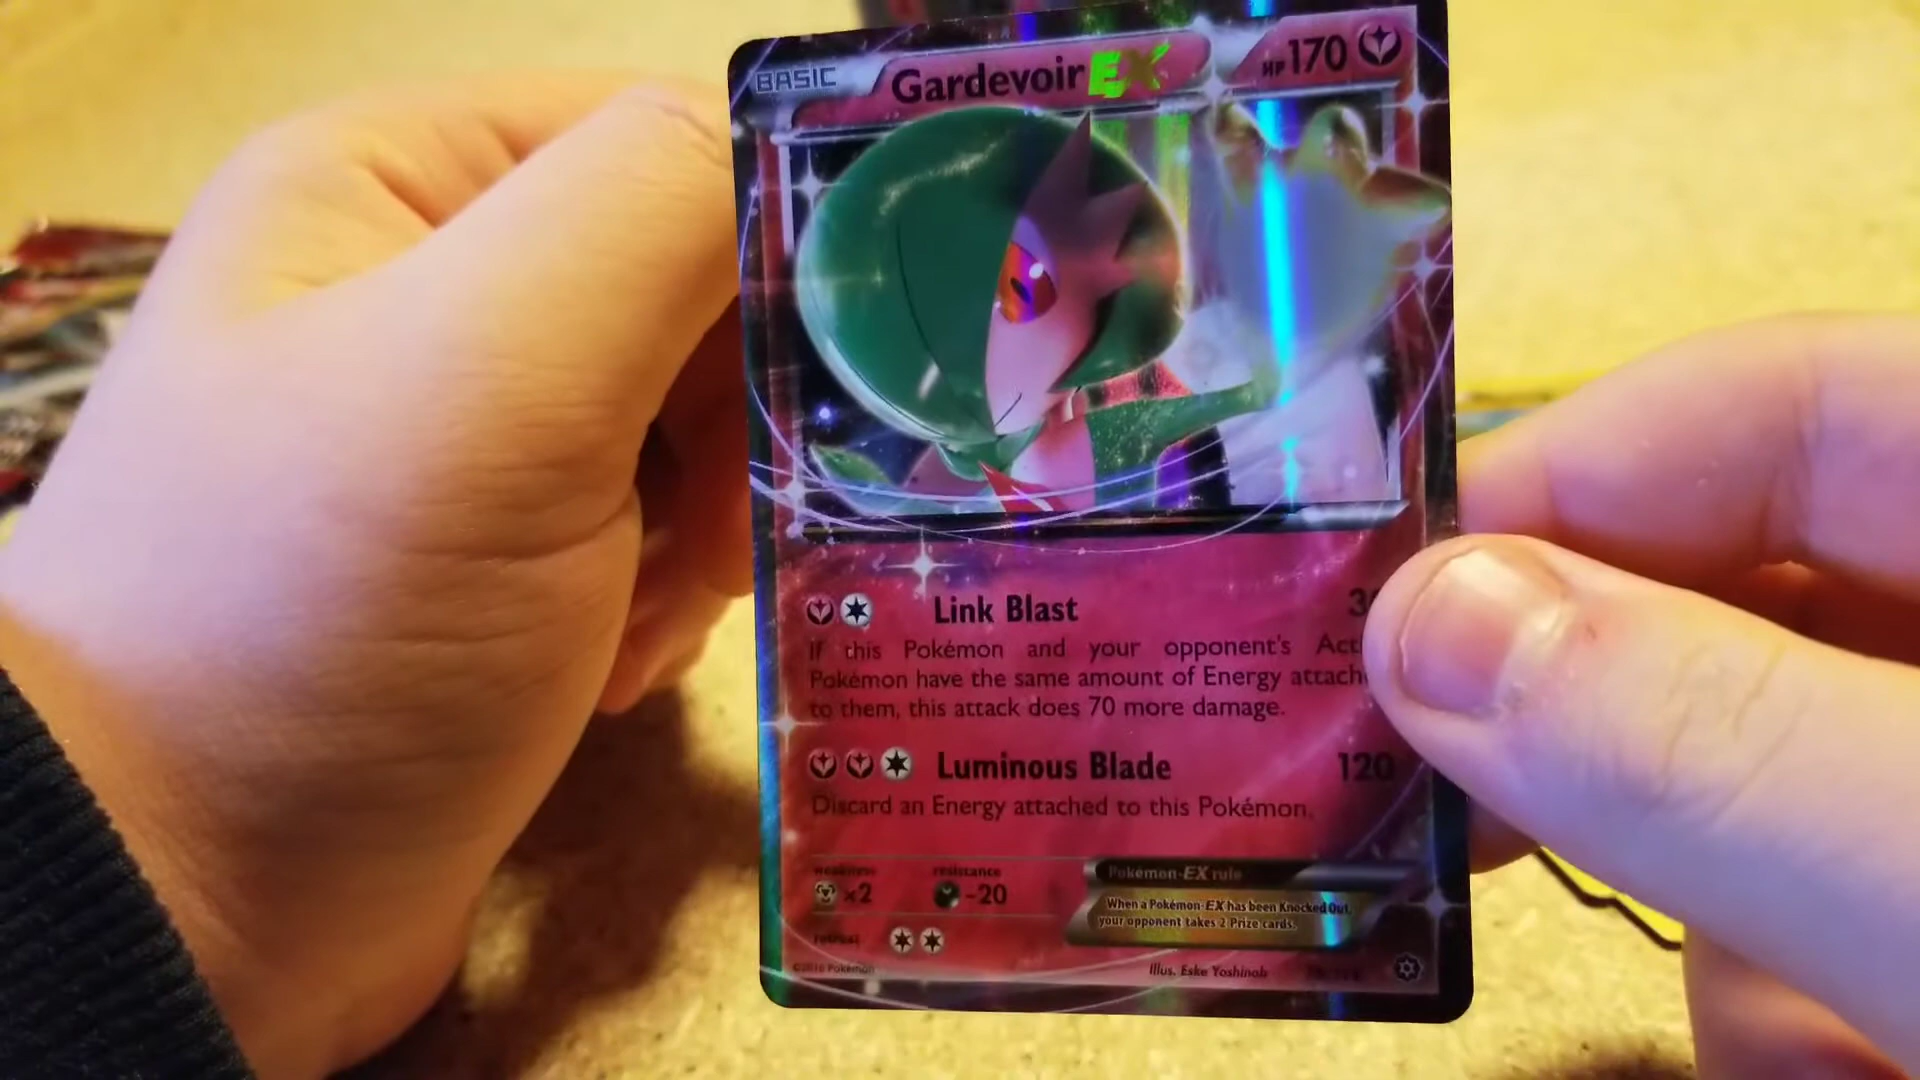 BASIC Gardevoir EX HP 170
Link Blast
If this Pokémon and your opponent's Act
Pokémon have the same amount of Energy attach
to them, this attack does 70 more damage.
Luminous Blade 120
Discard an Energy attached to this Pokémon.
weakness resistance Pokémon-EX rule
×2 -20
When a Pokémon-EX has been Knocked Out,
your opponent takes 2 Prize cards.
retreat
©2016 Pokémon Illus. Eske Yoshinob